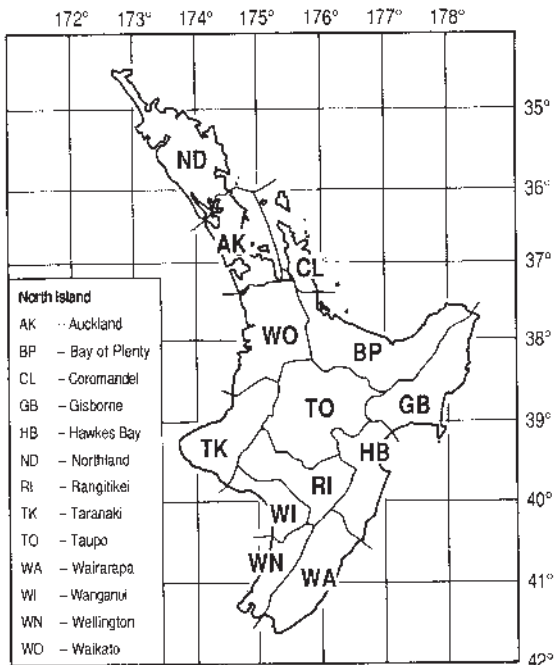 172° 173° 174° 175° 176° 177° 178°
35°
36°
37°
38°
39°
40°
41°
42°
ND
AK
CL
WO
BP
TO
GB
TK
HB
RI
WI
WN
WA
North Island
AK - Auckland
BP - Bay of Plenty
CL - Coromandel
GB - Gisborne
HB - Hawkes Bay
ND - Northland
RI - Rangitikei
TK - Taranaki
TO - Taupo
WA - Wairarapa
WI - Wanganui
WN - Wellington
WO - Waikato